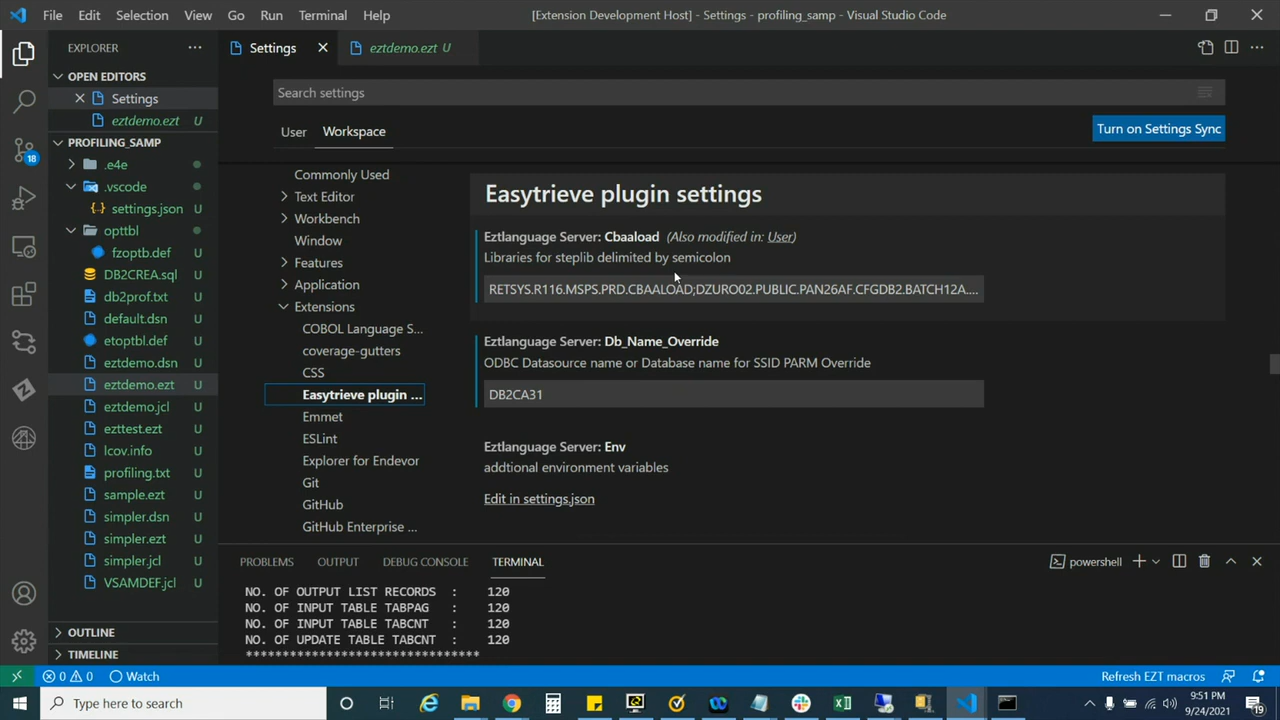 File Edit Selection View Go Run Terminal Help
[Extension Development Host] - Settings - profiling_samp - Visual Studio Code
EXPLORER
OPEN EDITORS
Settings
eztdemo.ezt U
PROFILING_SAMP
.e4e
.vscode
settings.json U
opttbl
fzoptb.def U
DB2CREA.sql U
db2prof.txt U
default.dsn U
etoptbl.def U
eztdemo.dsn U
eztdemo.ezt U
eztdemo.jcl U
ezttest.ezt U
lcov.info U
profiling.txt U
sample.ezt U
simpler.dsn U
simpler.ezt U
simpler.jcl U
VSAMDEF.jcl U
OUTLINE
TIMELINE
18
Settings
eztdemo.ezt U
Search settings
User Workspace
Turn on Settings Sync
Commonly Used
Text Editor
Workbench
Window
Features
Application
Extensions
COBOL Language S...
coverage-gutters
CSS
Easytrieve plugin ...
Emmet
ESLint
Explorer for Endevor
Git
GitHub
GitHub Enterprise ...
Easytrieve plugin settings
Eztlanguage Server: Cbaaload (Also modified in: User)
Libraries for steplib delimited by semicolon
RETSYS.R116.MSPS.PRD.CBAALOAD;DZURO02.PUBLIC.PAN26AF.CFGDB2.BATCH12A....
Eztlanguage Server: Db_Name_Override
ODBC Datasource name or Database name for SSID PARM Override
DB2CA31
Eztlanguage Server: Env
addtional environment variables
Edit in settings.json
PROBLEMS OUTPUT DEBUG CONSOLE TERMINAL
powershell
NO. OF OUTPUT LIST RECORDS : 120
NO. OF INPUT TABLE TABPAG : 120
NO. OF INPUT TABLE TABCNT : 120
NO. OF UPDATE TABLE TABCNT : 120
*******************************
0 0 Watch
Refresh EZT macros
Type here to search
9:51 PM
9/24/2021
19